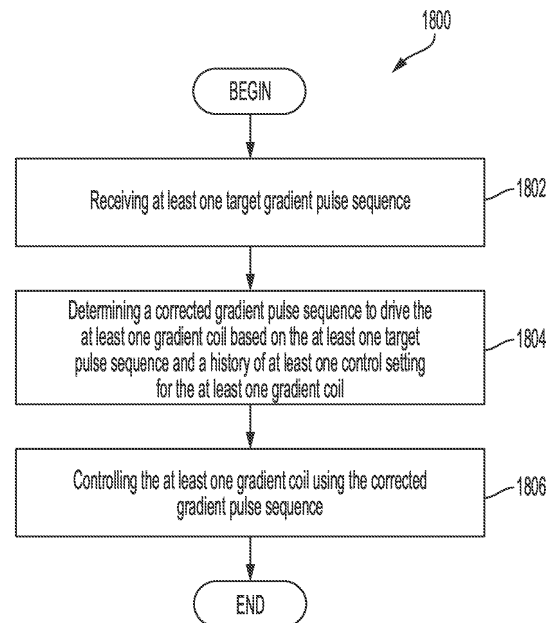 1800
BEGIN
Receiving at least one target gradient pulse sequence
1802
Determining a corrected gradient pulse sequence to drive the
at least one gradient coil based on the at least one target
pulse sequence and a history of at least one control setting
for the at least one gradient coil
1804
Controlling the at least one gradient coil using the corrected
gradient pulse sequence
1806
END